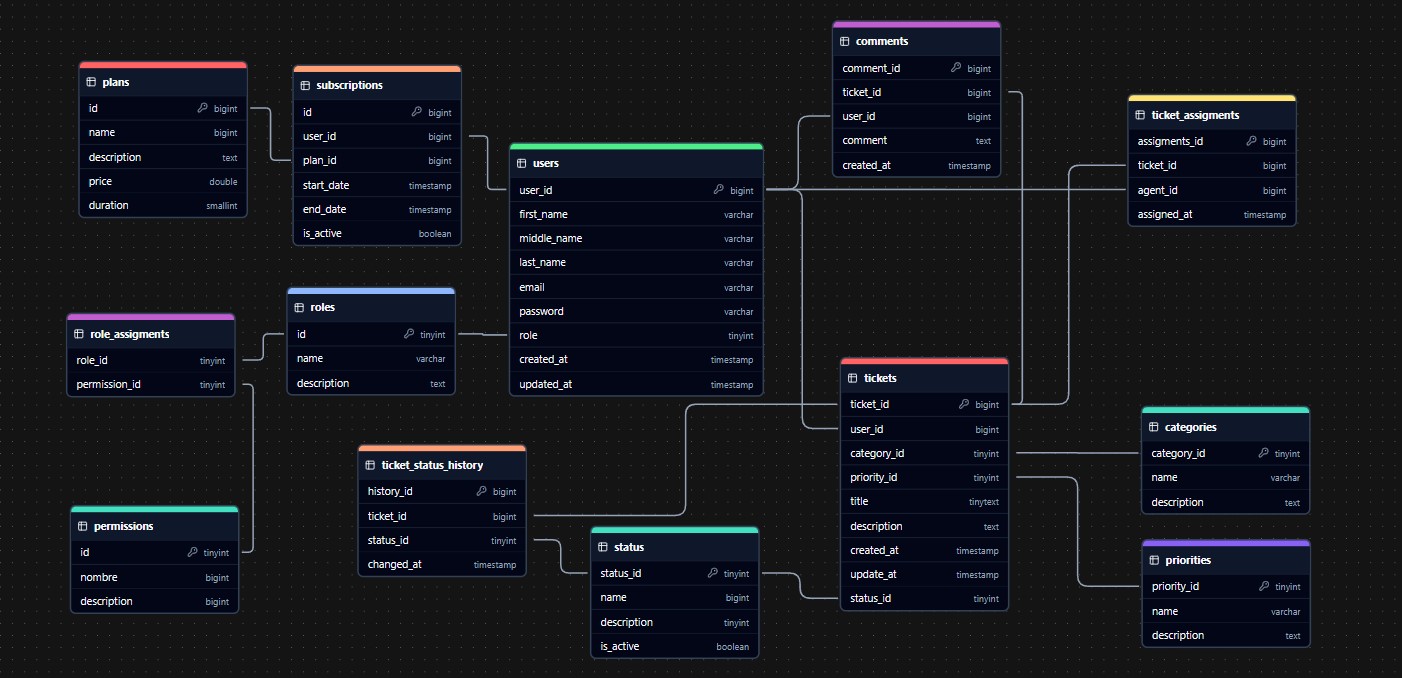 plans
id bigint
name bigint
description text
price double
duration smallint
subscriptions
id bigint
user_id bigint
plan_id bigint
start_date timestamp
end_date timestamp
is_active boolean
users
user_id bigint
first_name varchar
middle_name varchar
last_name varchar
email varchar
password varchar
role tinyint
created_at timestamp
updated_at timestamp
comments
comment_id bigint
ticket_id bigint
user_id bigint
comment text
created_at timestamp
ticket_assigments
assigments_id bigint
ticket_id bigint
agent_id bigint
assigned_at timestamp
role_assigments
role_id tinyint
permission_id tinyint
roles
id tinyint
name varchar
description text
tickets
ticket_id bigint
user_id bigint
category_id tinyint
priority_id tinyint
title tinytext
description text
created_at timestamp
update_at timestamp
status_id tinyint
categories
category_id tinyint
name varchar
description text
permissions
id tinyint
nombre bigint
description bigint
ticket_status_history
history_id bigint
ticket_id bigint
status_id tinyint
changed_at timestamp
status
status_id tinyint
name bigint
description tinyint
is_active boolean
priorities
priority_id tinyint
name varchar
description text